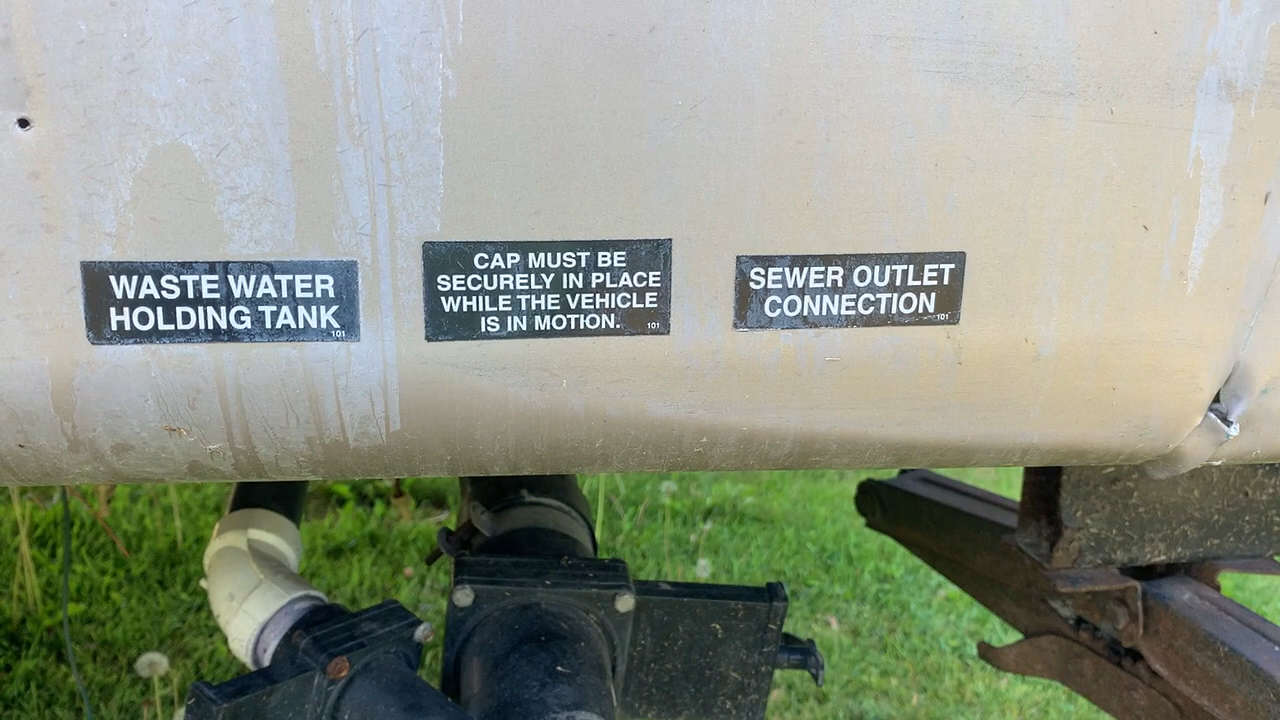 WASTE WATER
HOLDING TANK
101
CAP MUST BE
SECURELY IN PLACE
WHILE THE VEHICLE
IS IN MOTION.
101
SEWER OUTLET
CONNECTION
101